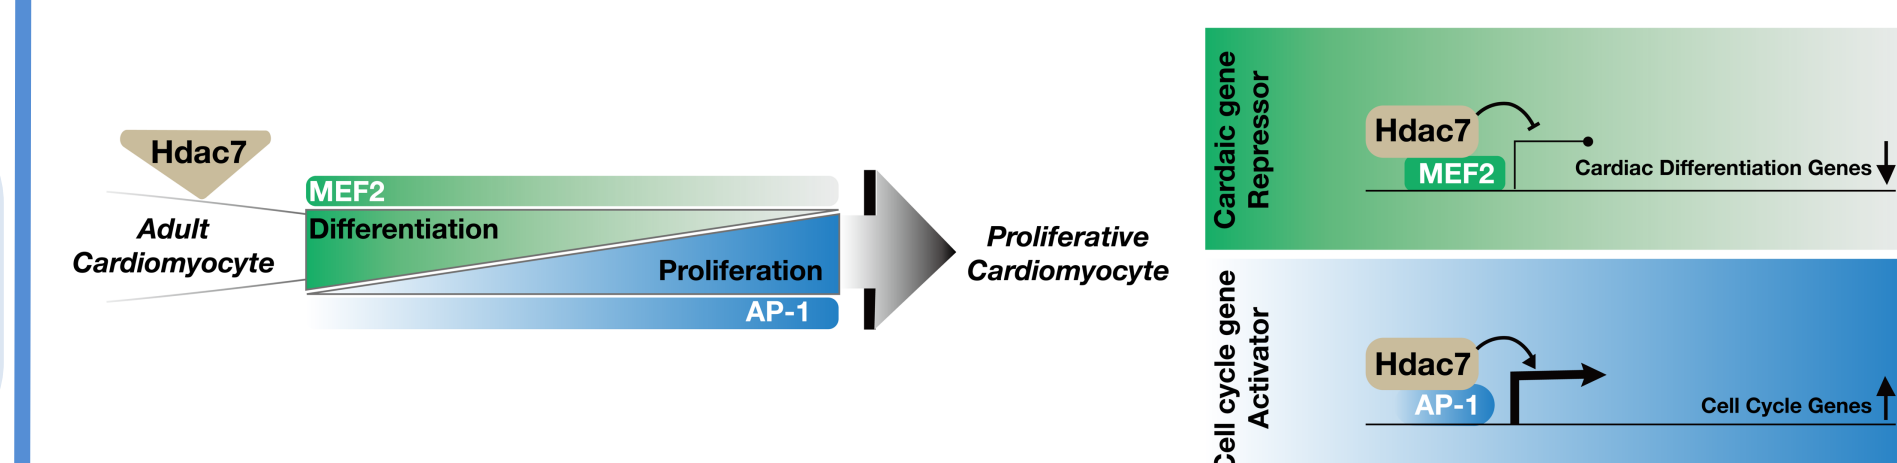 Hdac7
Adult
Cardiomyocyte
MEF2
Differentiation
Proliferation
AP-1
Proliferative
Cardiomyocyte
Cardaic gene
Repressor
Hdac7
MEF2
Cardiac Differentiation Genes
Cell cycle gene
Activator
Hdac7
AP-1
Cell Cycle Genes